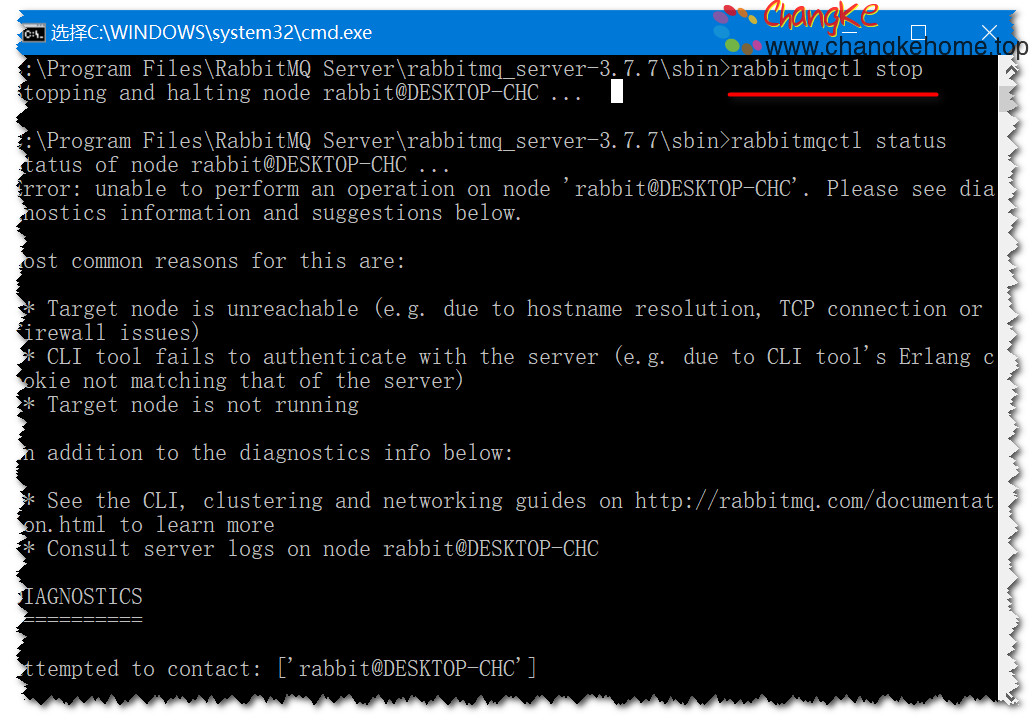 选择C:\WINDOWS\system32\cmd.exe
ChangKe
www.changkehome.top
:\Program Files\RabbitMQ Server\rabbitmq_server-3.7.7\sbin>rabbitmqctl stop
topping and halting node rabbit@DESKTOP-CHC ...
:\Program Files\RabbitMQ Server\rabbitmq_server-3.7.7\sbin>rabbitmqctl status
tatus of node rabbit@DESKTOP-CHC ...
rror: unable to perform an operation on node 'rabbit@DESKTOP-CHC'. Please see dia
nostics information and suggestions below.
ost common reasons for this are:
* Target node is unreachable (e.g. due to hostname resolution, TCP connection or
irewall issues)
* CLI tool fails to authenticate with the server (e.g. due to CLI tool's Erlang c
okie not matching that of the server)
* Target node is not running
n addition to the diagnostics info below:
* See the CLI, clustering and networking guides on http://rabbitmq.com/documentat
on.html to learn more
* Consult server logs on node rabbit@DESKTOP-CHC
IAGNOSTICS
==========
ttempted to contact: ['rabbit@DESKTOP-CHC']